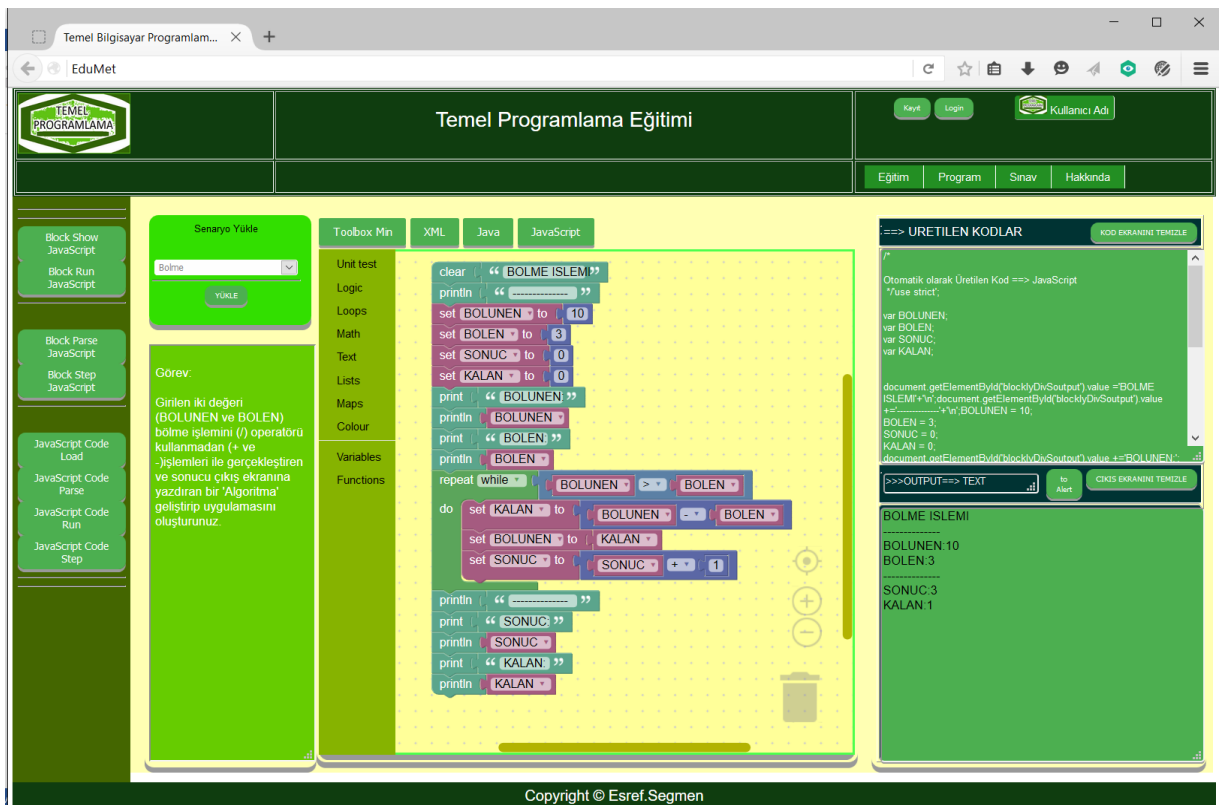 Temel Bilgisayar Programlam...
EduMet
TEMEL
PROGRAMLAMA
Temel Programlama Eğitimi
Kayıt
Login
Kullanıcı Adı
Eğitim
Program
Sınav
Hakkında
Block Show
JavaScript
Block Run
JavaScript
Block Parse
JavaScript
Block Step
JavaScript
JavaScript Code
Load
JavaScript Code
Parse
JavaScript Code
Run
JavaScript Code
Step
Senaryo Yükle
Bolme
YÜKLE
Görev:
Girilen iki değeri
(BOLUNEN ve BOLEN)
bölme işlemini (/) operatörü
kullanmadan (+ ve
-)işlemleri ile gerçekleştiren
ve sonucu çıkış ekranına
yazdıran bir 'Algoritma'
geliştirip uygulamasını
oluşturunuz.
Toolbox Min
XML
Java
JavaScript
Unit test
Logic
Loops
Math
Text
Lists
Maps
Colour
Variables
Functions
clear “ BOLME ISLEMI ”
println “ -------------- ”
set BOLUNEN to 10
set BOLEN to 3
set SONUC to 0
set KALAN to 0
print “ BOLUNEN: ”
println BOLUNEN
print “ BOLEN: ”
println BOLEN
repeat while BOLUNEN > BOLEN
do set KALAN to BOLUNEN - BOLEN
set BOLUNEN to KALAN
set SONUC to SONUC + 1
println “ -------------- ”
print “ SONUC: ”
println SONUC
print “ KALAN: ”
println KALAN
:==> URETILEN KODLAR
KOD EKRANINI TEMIZLE
/*
Otomatik olarak Üretilen Kod ==> JavaScript
*/'use strict';
var BOLUNEN;
var BOLEN;
var SONUC;
var KALAN;
document.getElementById('blocklyDivSoutput').value ='BOLME
ISLEMI'+'\n';document.getElementById('blocklyDivSoutput').value
+='--------------'+'\n';BOLUNEN = 10;
BOLEN = 3;
SONUC = 0;
KALAN = 0;
document.getElementById('blocklyDivSoutput').value +='BOLUNEN:';
>>>OUTPUT==> TEXT
to
Alert
CIKIS EKRANINI TEMIZLE
BOLME ISLEMI
--------------
BOLUNEN:10
BOLEN:3
--------------
SONUC:3
KALAN:1
Copyright © Esref.Segmen